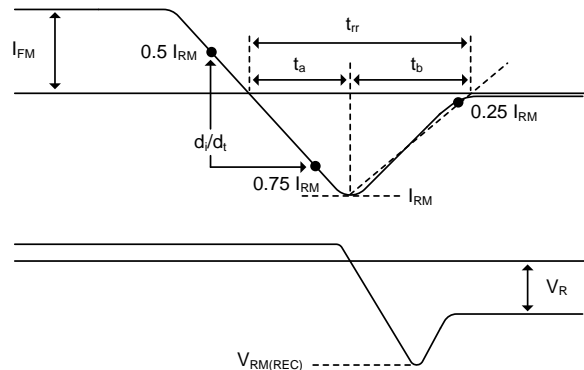 t_rr
I_FM
0.5 I_RM
t_a
t_b
0.25 I_RM
d_i/d_t
0.75 I_RM
I_RM
V_R
V_RM(REC)